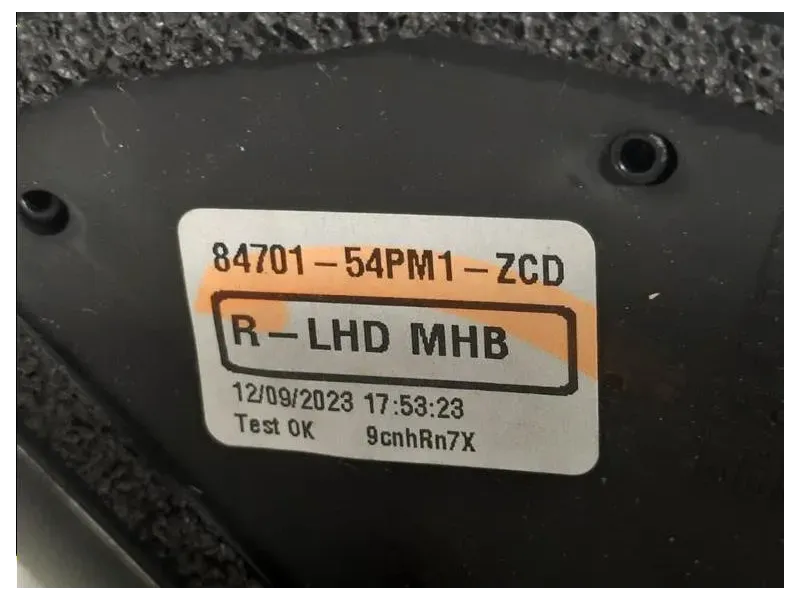 84701-54PM1-ZCD
R-LHD MHB
12/09/2023 17:53:23
Test OK 9cnhRn7X